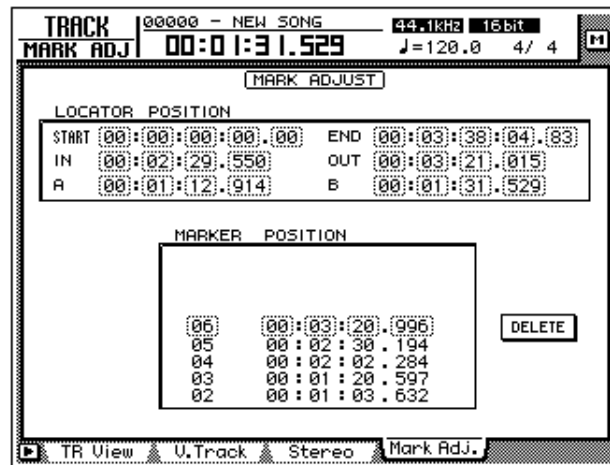 TRACK 00000 - NEW SONG 44.1kHz 16bit
MARK ADJ 00:01:31.529 ♩=120.0 4/ 4 M
MARK ADJUST
LOCATOR POSITION
START 00:00:00:00.00 END 00:03:38:04.83
IN 00:02:29.550 OUT 00:03:21.015
A 00:01:12.914 B 00:01:31.529
MARKER POSITION
06 00:03:20.996
05 00:02:30.194
DELETE
04 00:02:02.284
03 00:01:20.597
02 00:01:03.632
TR View V.Track Stereo Mark Adj.